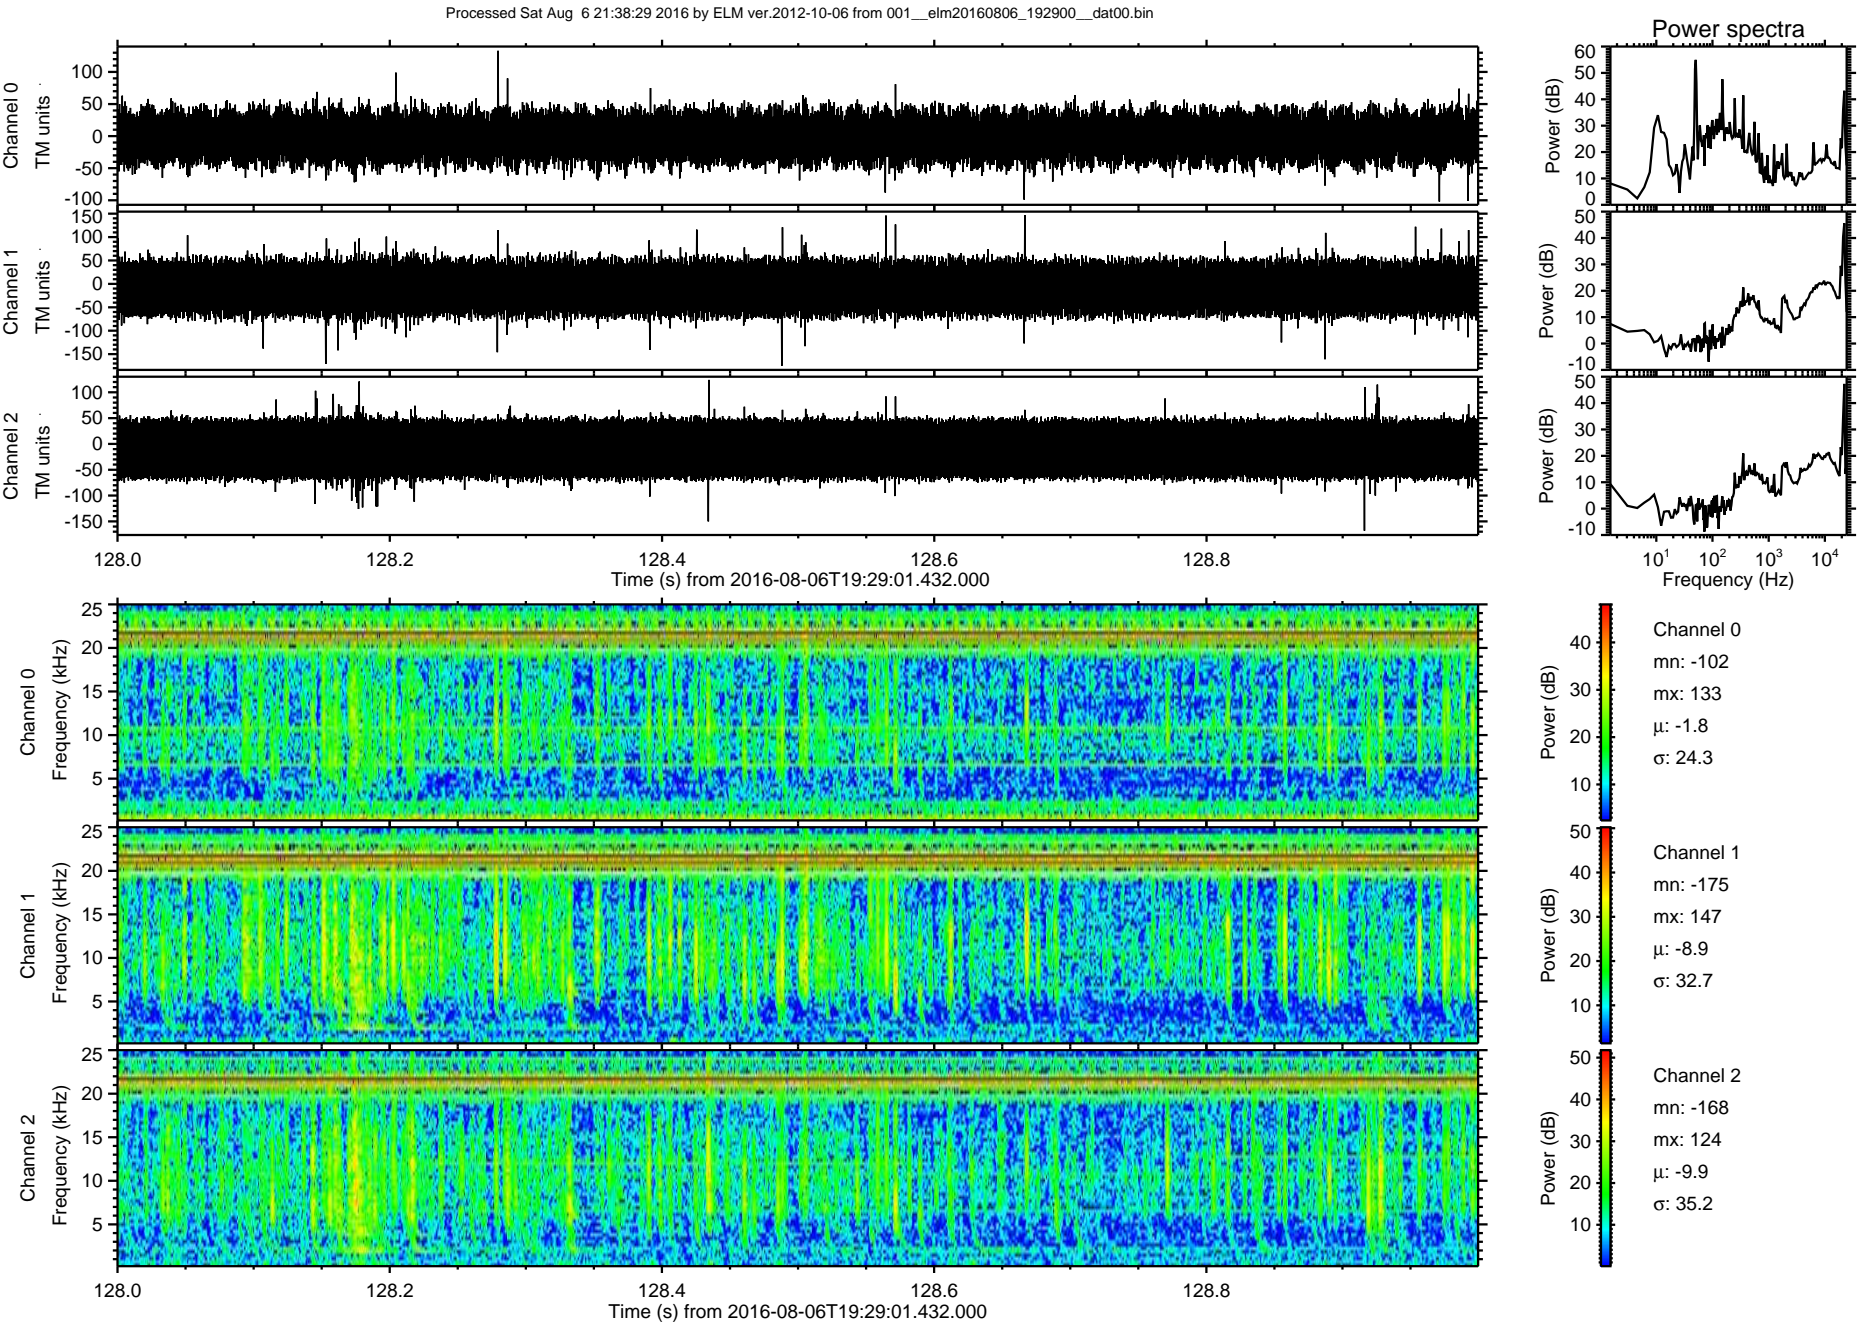 Processed Sat Aug  6 21:38:29 2016 by ELM ver.2012-10-06 from 001__elm20160806_192900__dat00.bin
Power spectra
Channel 0
TM units
100
50
0
-50
-100
Power (dB)
60
50
40
30
20
10
0
Channel 1
TM units
150
100
50
0
-50
-100
-150
Power (dB)
50
40
30
20
10
0
-10
Channel 2
TM units
100
50
0
-50
-100
-150
Power (dB)
50
40
30
20
10
0
-10
128.0 128.2 128.4 128.6 128.8
Time (s) from 2016-08-06T19:29:01.432.000
10^1 10^2 10^3 10^4
Frequency (Hz)
Channel 0
Frequency (kHz)
25
20
15
10
5
Power (dB)
40
30
20
10
Channel 0
mn: -102
mx: 133
µ: -1.8
σ: 24.3
Channel 1
Frequency (kHz)
25
20
15
10
5
Power (dB)
50
40
30
20
10
Channel 1
mn: -175
mx: 147
µ: -8.9
σ: 32.7
Channel 2
Frequency (kHz)
25
20
15
10
5
Power (dB)
50
40
30
20
10
Channel 2
mn: -168
mx: 124
µ: -9.9
σ: 35.2
128.0 128.2 128.4 128.6 128.8
Time (s) from 2016-08-06T19:29:01.432.000